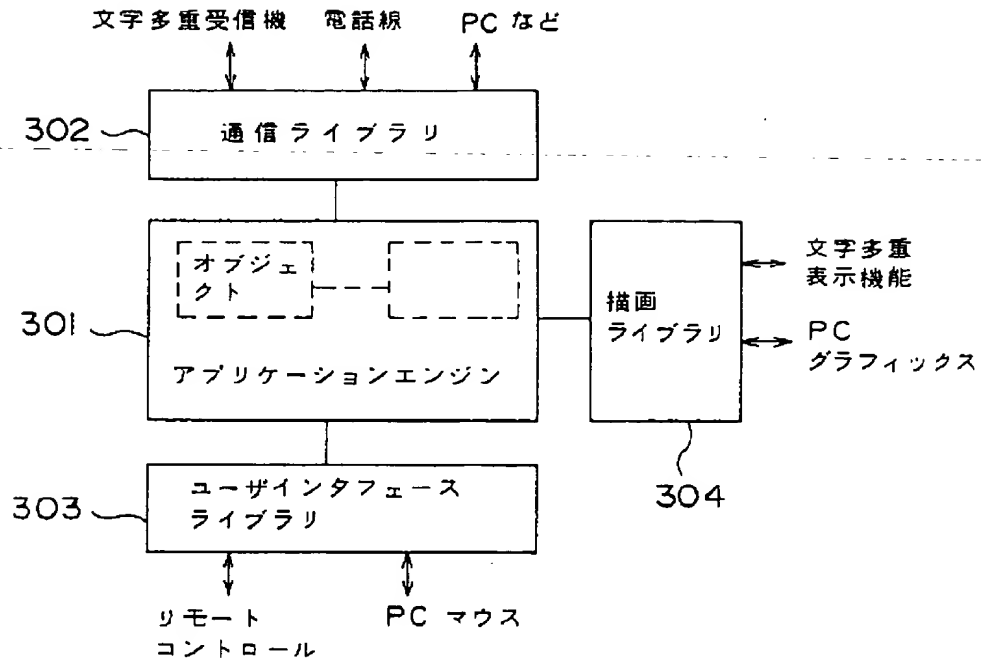 文字多重受信機 電話線 PC など
302
通信ライブラリ
オブジェ
クト
301
アプリケーションエンジン
描画
ライブラリ
文字多重
表示機能
PC
グラフィックス
304
303
ユーザインタフェース
ライブラリ
リモート
コントロール
PC マウス